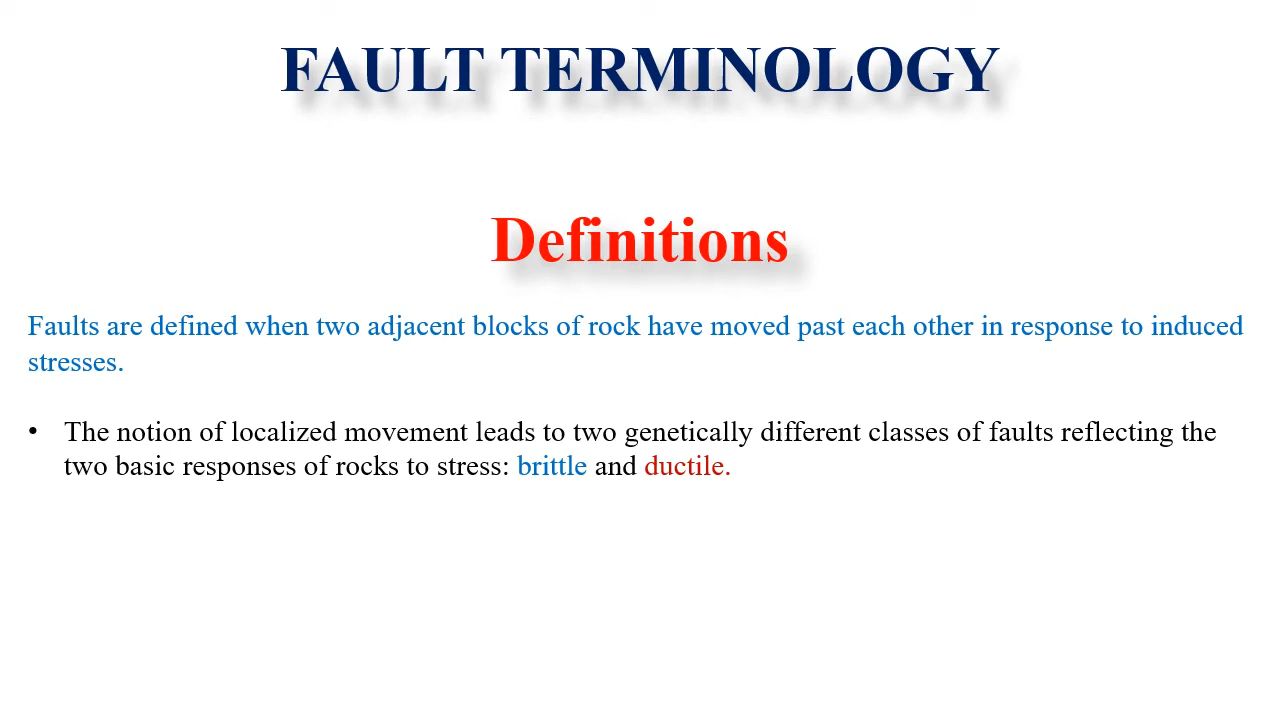 FAULT TERMINOLOGY
Definitions
Faults are defined when two adjacent blocks of rock have moved past each other in response to induced
stresses.
• The notion of localized movement leads to two genetically different classes of faults reflecting the
two basic responses of rocks to stress: brittle and ductile.